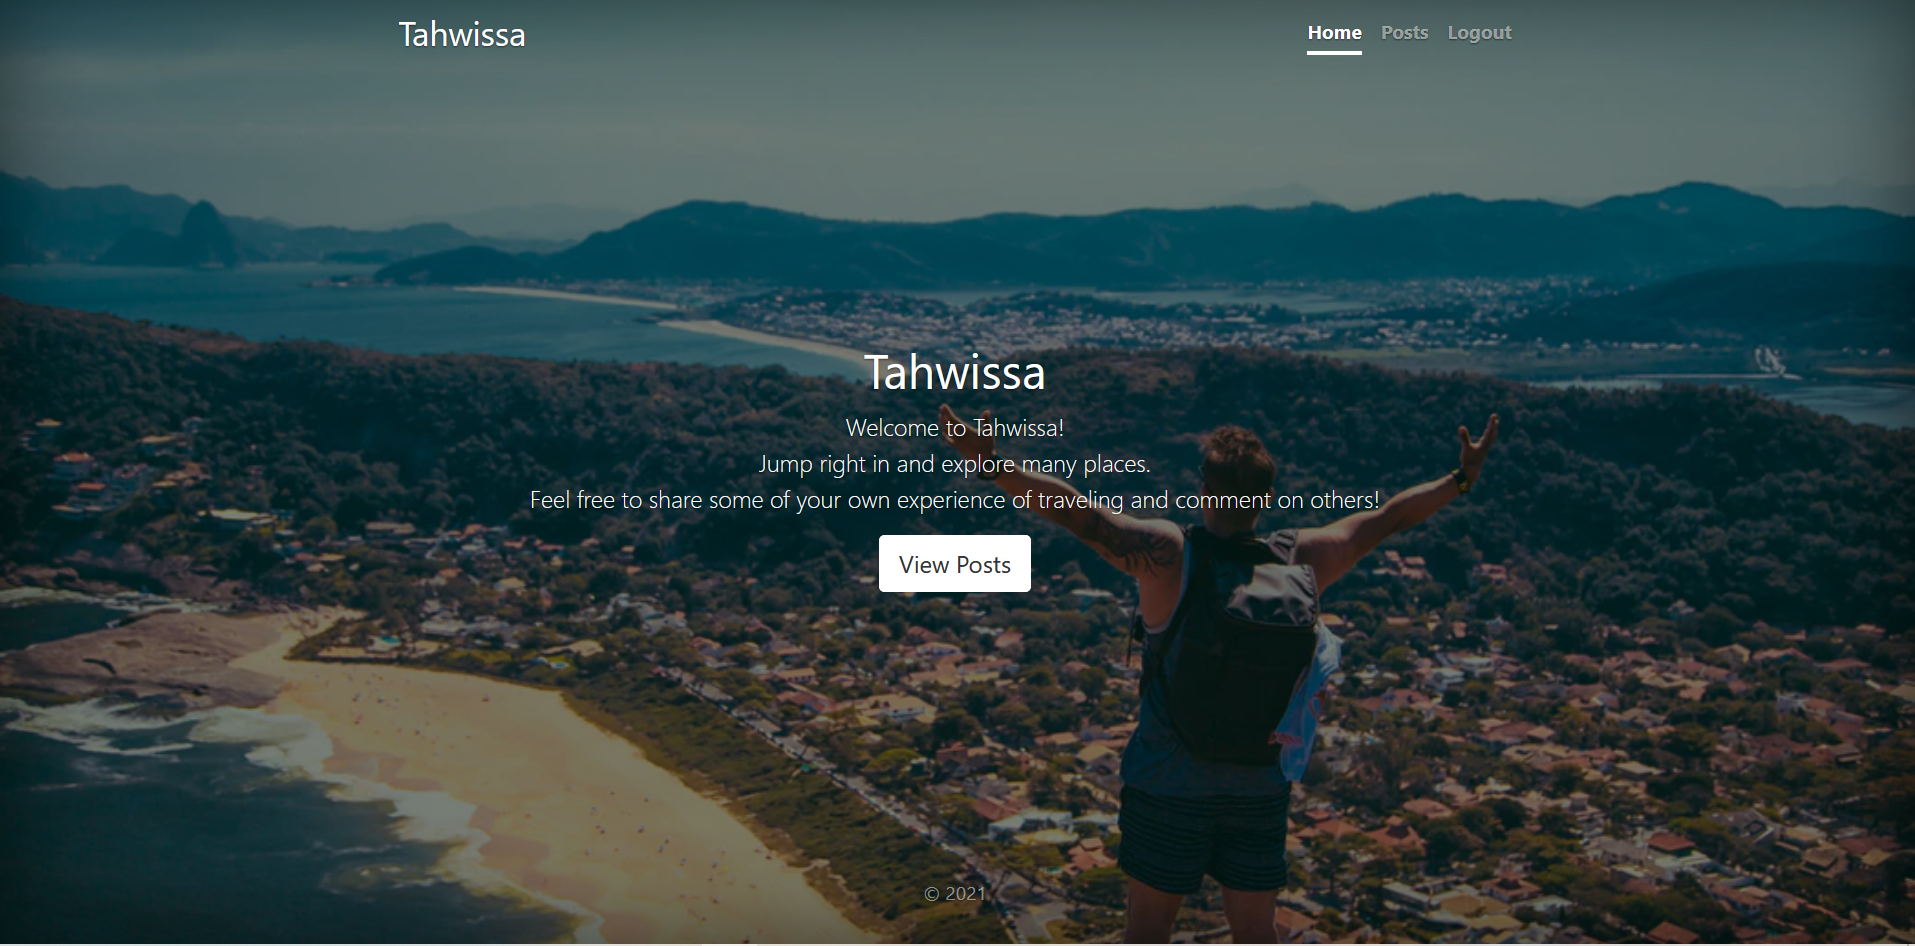 Tahwissa
Home Posts Logout
Tahwissa
Welcome to Tahwissa!
Jump right in and explore many places.
Feel free to share some of your own experience of traveling and comment on others!
View Posts
© 2021